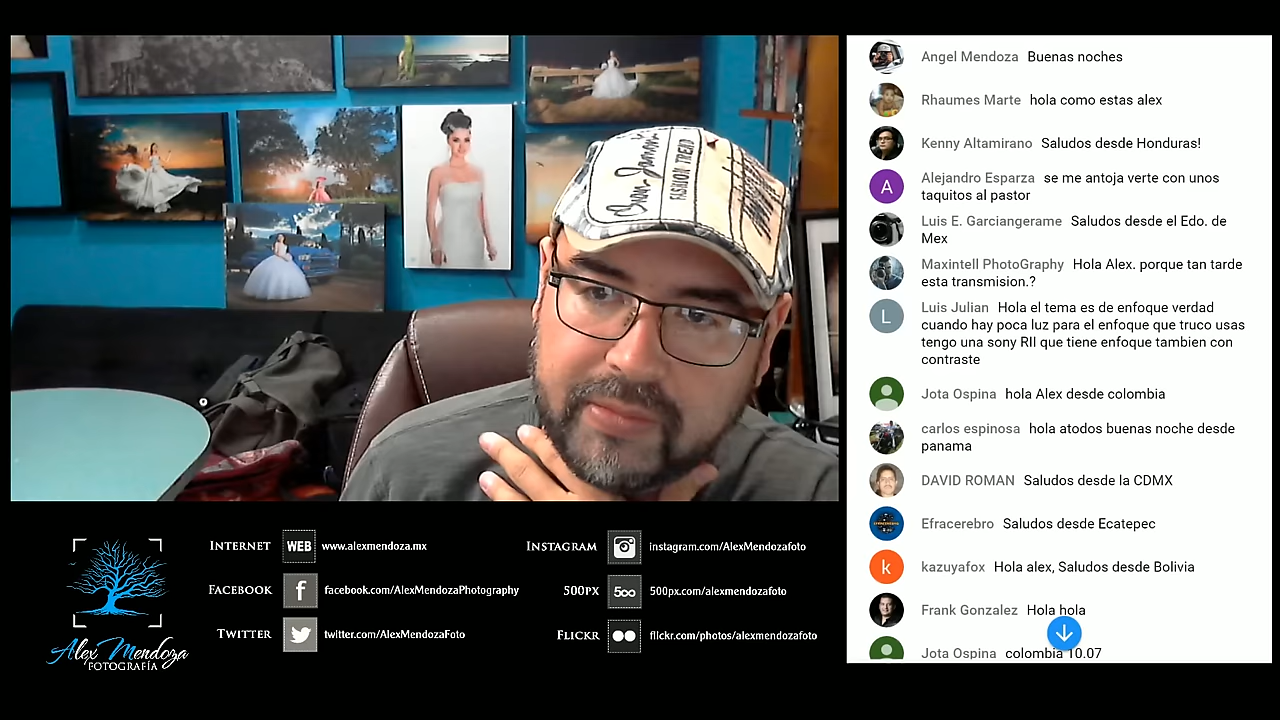 FASHION TREND
Angel Mendoza Buenas noches
Rhaumes Marte hola como estas alex
Kenny Altamirano Saludos desde Honduras!
A
Alejandro Esparza se me antoja verte con unos
taquitos al pastor
Luis E. Garciangerame Saludos desde el Edo. de
Mex
Maxintell PhotoGraphy Hola Alex. porque tan tarde
esta transmision.?
L
Luis Julian Hola el tema es de enfoque verdad
cuando hay poca luz para el enfoque que truco usas
tengo una sony RII que tiene enfoque tambien con
contraste
Jota Ospina hola Alex desde colombia
carlos espinosa hola atodos buenas noche desde
panama
DAVID ROMAN Saludos desde la CDMX
Efracerebro Saludos desde Ecatepec
k
kazuyafox Hola alex, Saludos desde Bolivia
Frank Gonzalez Hola hola
Jota Ospina colombia 10.07
Alex Mendoza
FOTOGRAFÍA
INTERNET WEB www.alexmendoza.mx
FACEBOOK f facebook.com/AlexMendozaPhotography
TWITTER twitter.com/AlexMendozaFoto
INSTAGRAM instagram.com/AlexMendozafoto
500PX 500 500px.com/alexmendozafoto
FLICKR flickr.com/photos/alexmendozafoto